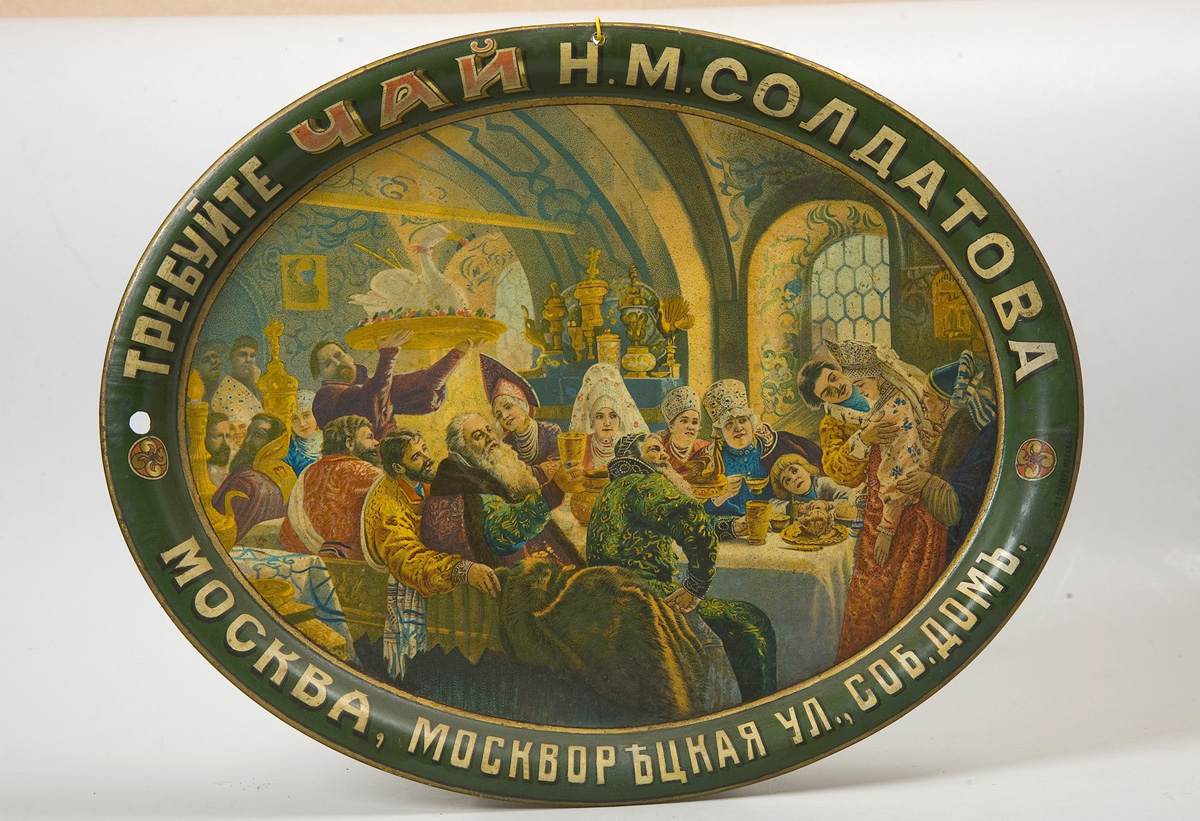 ТРЕБУЙТЕ ЧАЙ Н.М.СОЛДАТОВА
МОСКВА, МОСКВОРѢЦКАЯ УЛ., СОБ.ДОМЪ.